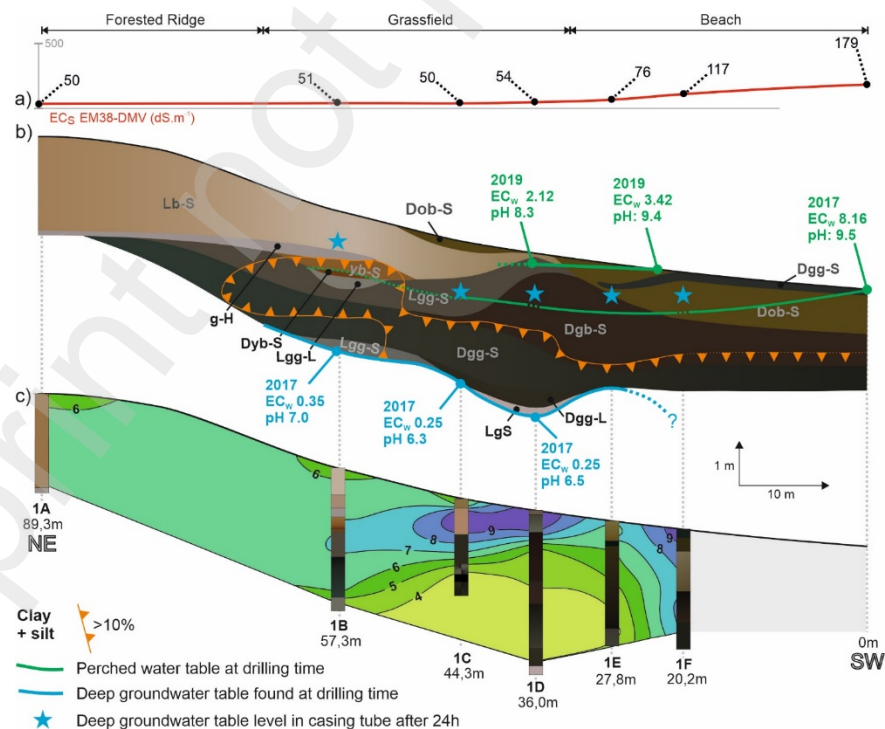 Forested Ridge Grassfield Beach
500
50 51 50 54 76 117 179
a)
ECS EM38-DMV (dS.m⁻¹)
b)
Lb-S
Dob-S
2019
ECw 2.12
pH 8.3
2019
ECw 3.42
pH: 9.4
2017
ECw 8.16
pH: 9.5
Dgg-S
yb-S
Lgg-S
Dgb-S
Dob-S
g-H
Dyb-S
Lgg-L
Lgg-S
Dgg-S
2017
ECw 0.35
pH 7.0
2017
ECw 0.25
pH 6.3
LgS
Dgg-L
2017
ECw 0.25
pH 6.5
?
c)
6
1 m
10 m
6
9
8
7
6
5
4
8
9
1A
89,3m
NE
1B
57,3m
1C
44,3m
1D
36,0m
1E
27,8m
1F
20,2m
0m
SW
Clay
+ silt
>10%
Perched water table at drilling time
Deep groundwater table found at drilling time
Deep groundwater table level in casing tube after 24h